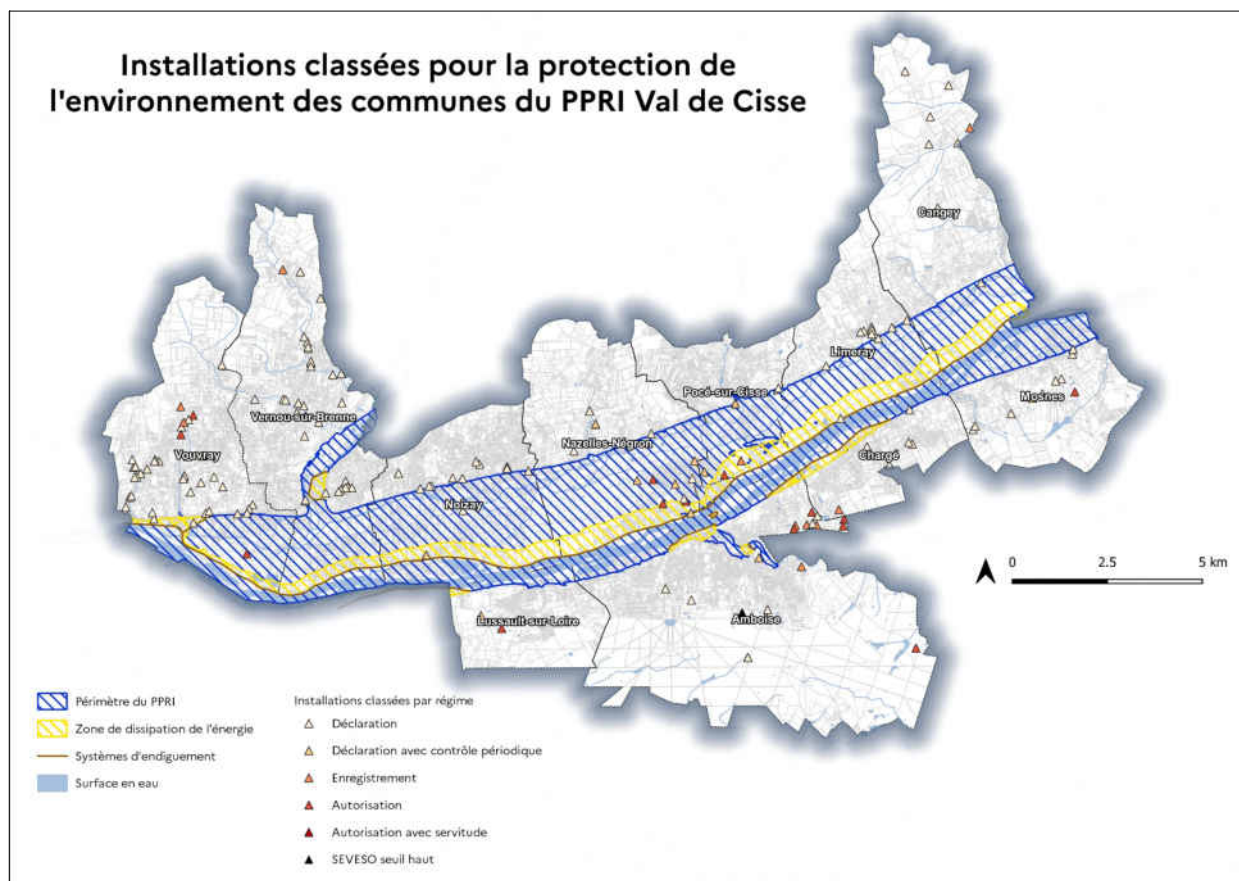 Installations classées pour la protection de
l'environnement des communes du PPRI Val de Cisse
Cangey
Limeray
Pocé-sur-Cisse
Mosnes
Vernou-sur-Brenne
Nazelles-Négron
Vouvray
Chargé
Noizay
0 2.5 5 km
Lussault-sur-Loire
Amboise
Périmètre du PPRI
Zone de dissipation de l'énergie
Systèmes d'endiguement
Surface en eau
Installations classées par régime
Déclaration
Déclaration avec contrôle périodique
Enregistrement
Autorisation
Autorisation avec servitude
SEVESO seuil haut